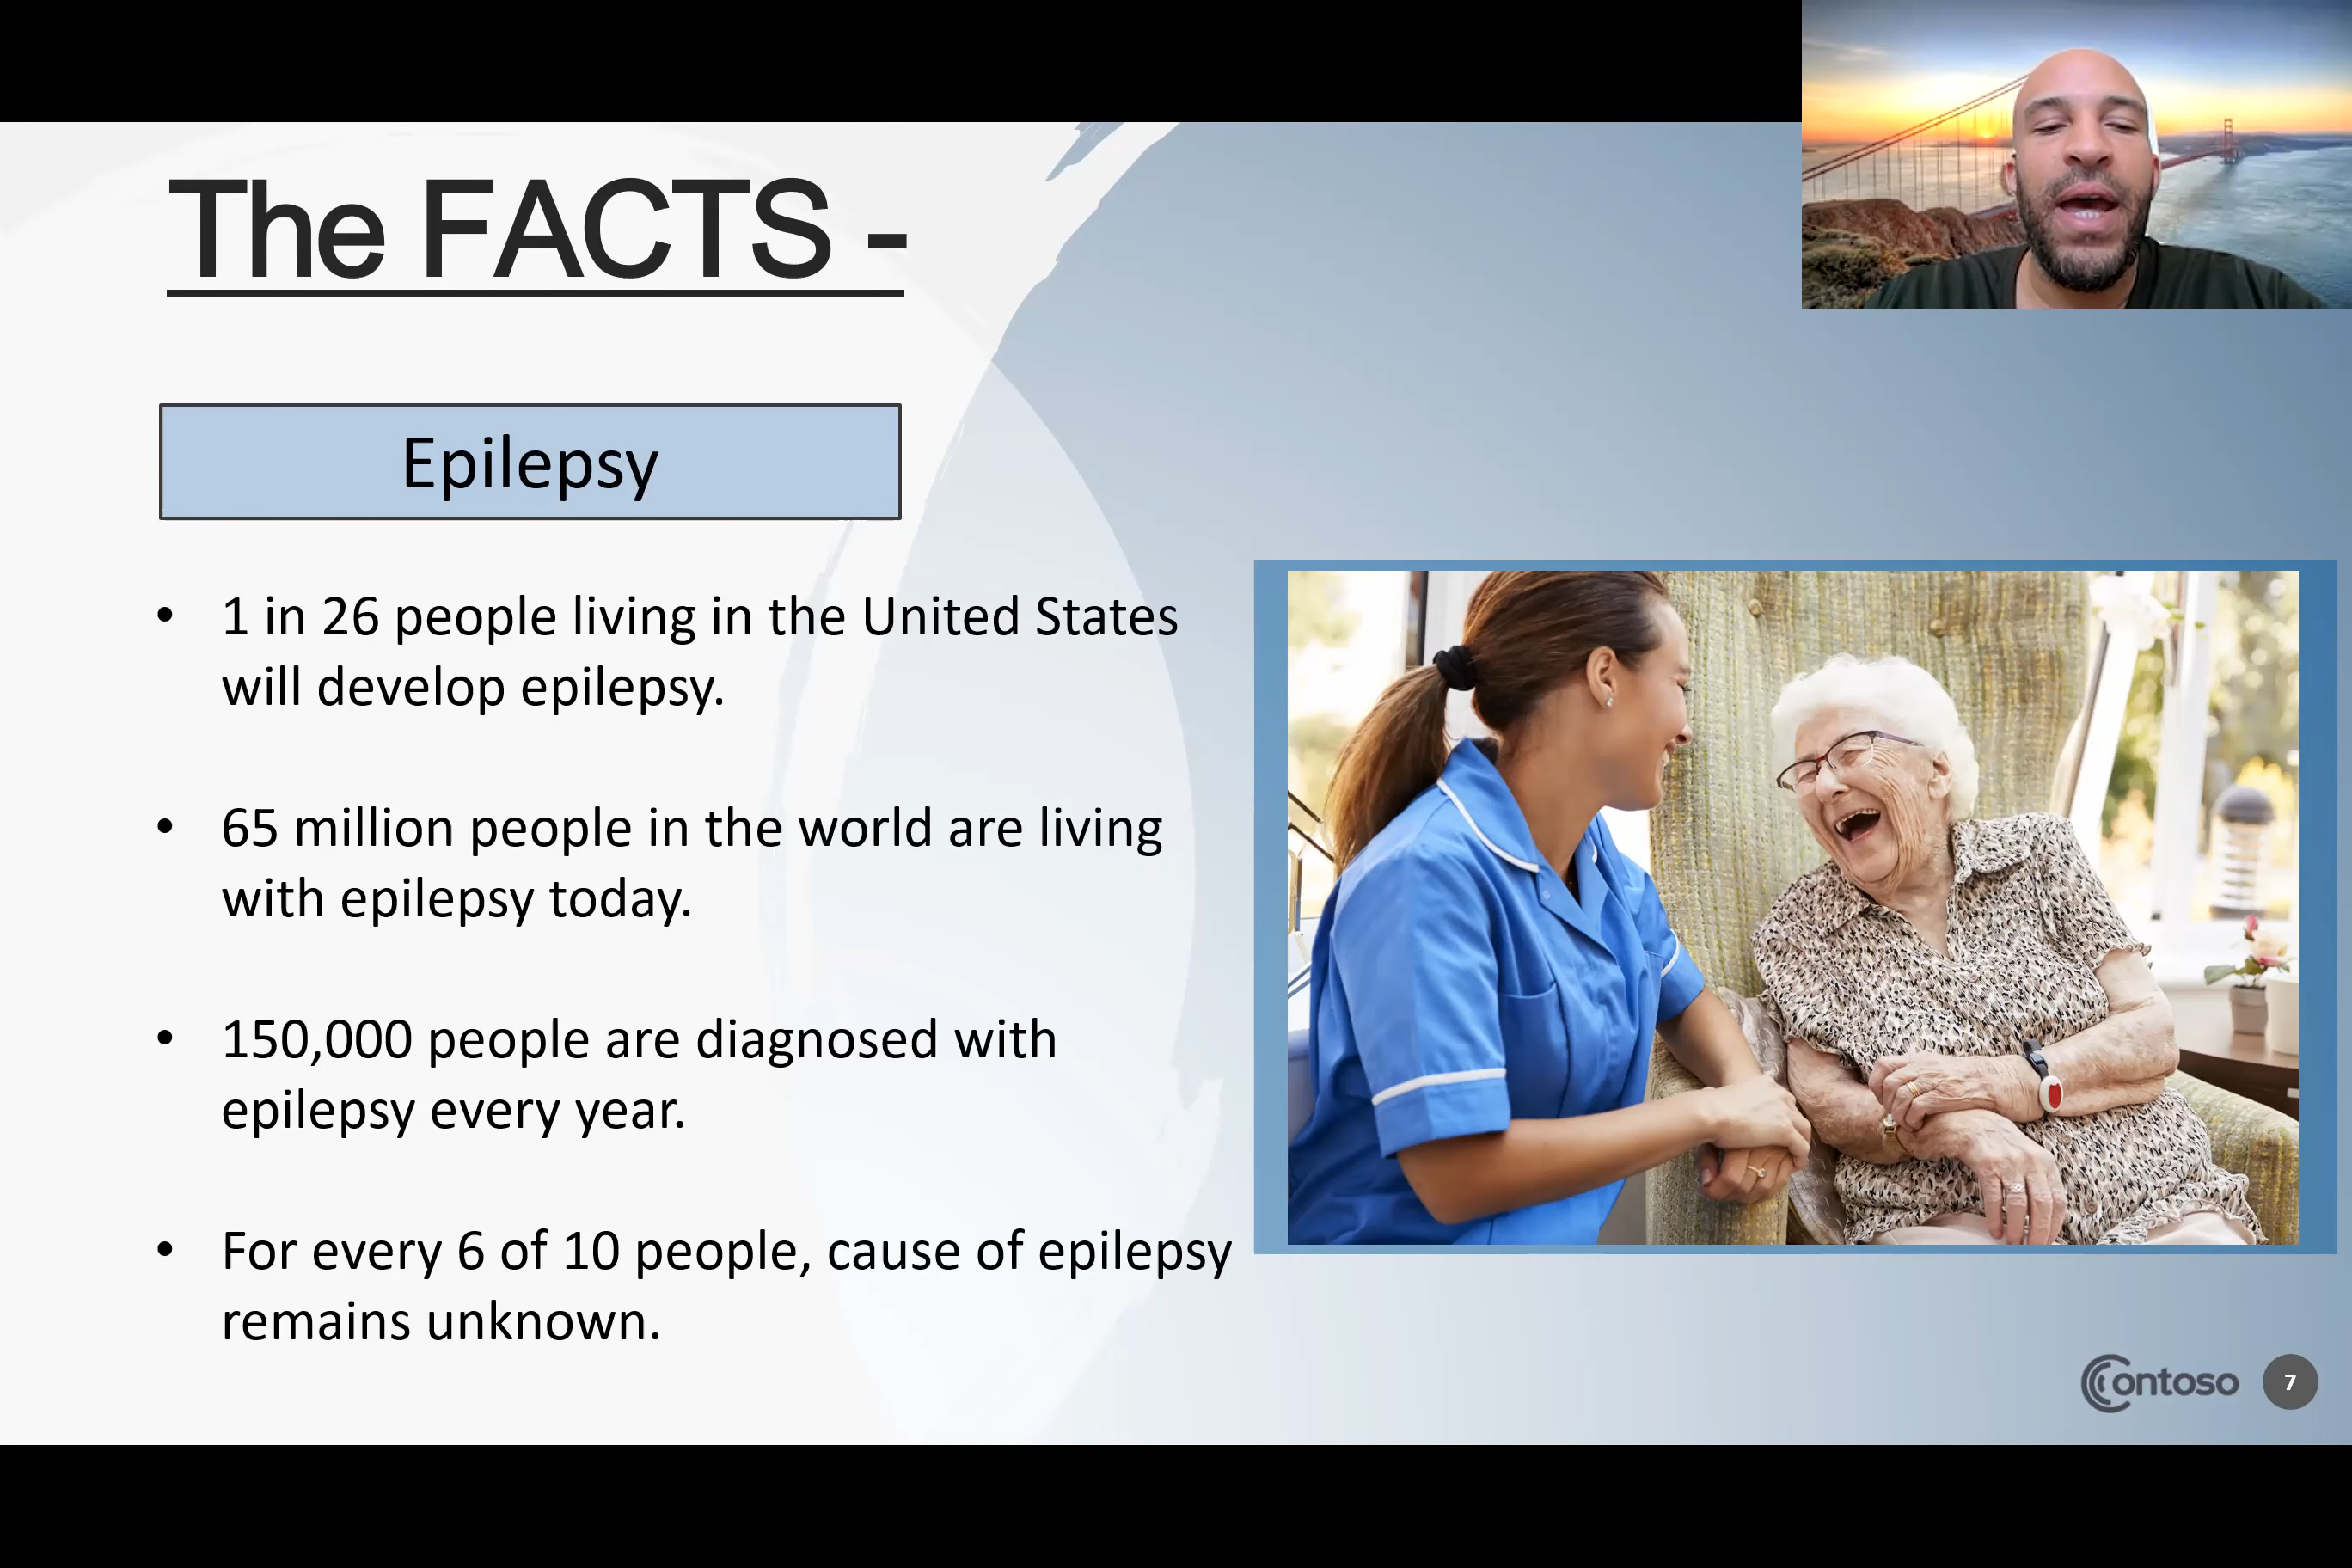 The FACTS -
Epilepsy
• 1 in 26 people living in the United States
will develop epilepsy.
• 65 million people in the world are living
with epilepsy today.
• 150,000 people are diagnosed with
epilepsy every year.
• For every 6 of 10 people, cause of epilepsy
remains unknown.
Contoso 7